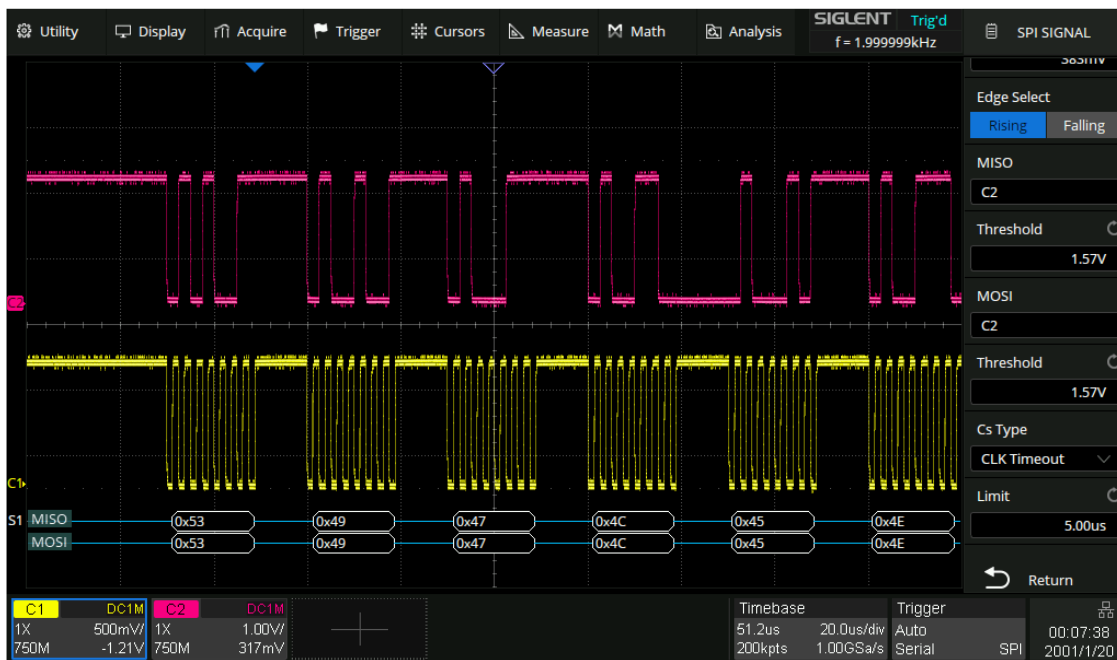 Utility Display Acquire Trigger Cursors Measure Math Analysis
SIGLENT Trig'd
f = 1.999999kHz
SPI SIGNAL
383mV
Edge Select
Rising Falling
MISO
C2
Threshold
1.57V
MOSI
C2
Threshold
1.57V
Cs Type
CLK Timeout
Limit
5.00us
Return
C2
C1
S1 MISO 0x53 0x49 0x47 0x4C 0x45 0x4E
MOSI 0x53 0x49 0x47 0x4C 0x45 0x4E
C1 DC1M
1X 500mV/
750M -1.21V
C2 DC1M
1X 1.00V/
750M 317mV
Timebase
51.2us 20.0us/div
200kpts 1.00GSa/s
Trigger
Auto
Serial SPI
00:07:38
2001/1/20